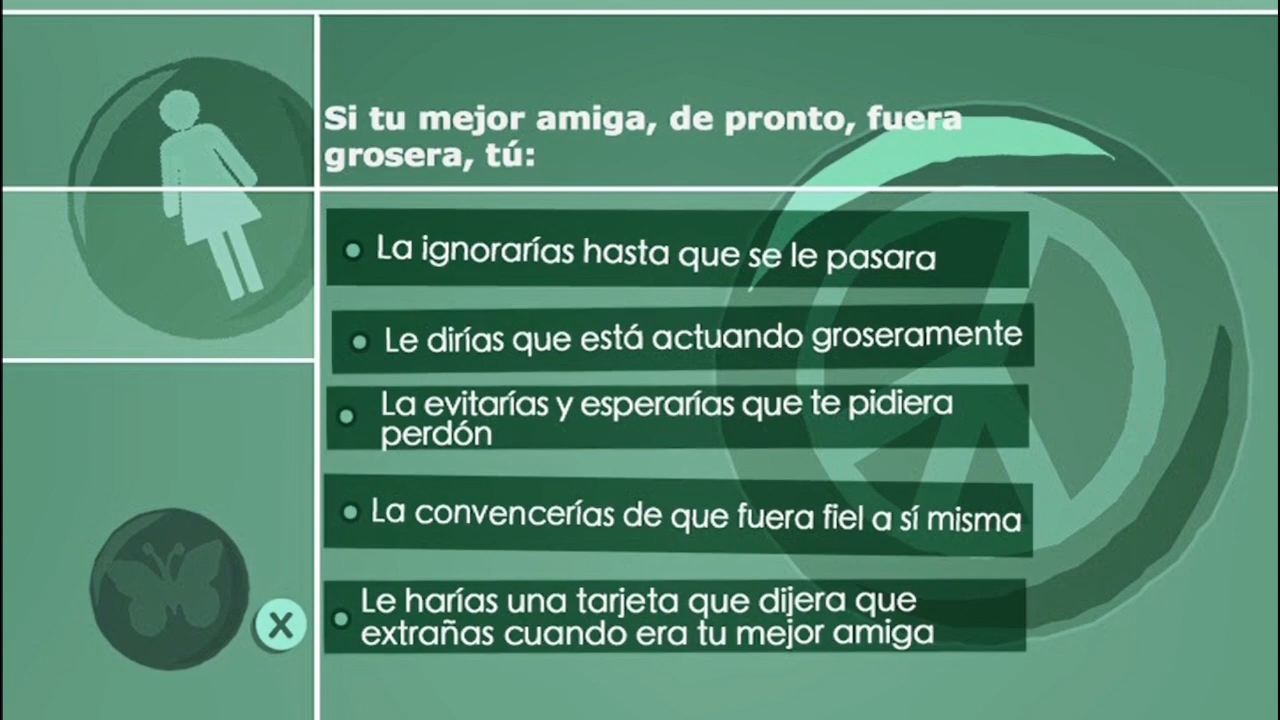 Si tu mejor amiga, de pronto, fuera
grosera, tú:
La ignorarías hasta que se le pasara
Le dirías que está actuando groseramente
La evitarías y esperarías que te pidiera
perdón
La convencerías de que fuera fiel a sí misma
Le harías una tarjeta que dijera que
extrañas cuando era tu mejor amiga
X